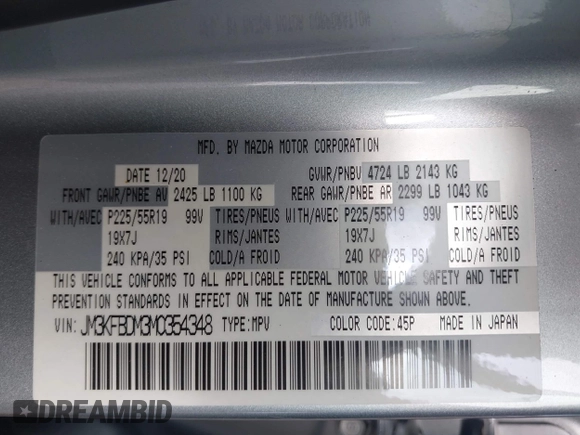 MFD. BY MAZDA MOTOR CORPORATION
DATE 12/20 GVWR/PNBV 4724 LB 2143 KG
FRONT GAWR/PNBE AV 2425 LB 1100 KG REAR GAWR/PNBE AR 2299 LB 1043 KG
WITH/AVEC P225/55R19 99V TIRES/PNEUS WITH/AVEC P225/55R19 99V TIRES/PNEUS
19X7J RIMS/JANTES 19X7J RIMS/JANTES
240 KPA/35 PSI COLD/A FROID 240 KPA/35 PSI COLD/A FROID
THIS VEHICLE CONFORMS TO ALL APPLICABLE FEDERAL MOTOR VEHICLE SAFETY AND THEFT
PREVENTION STANDARDS IN EFFECT ON THE DATE OF MANUFACTURE SHOWN ABOVE.
VIN: JM3KFBDM3M0354348 TYPE:MPV COLOR CODE:45P MADE IN JAPAN
DREAMBID